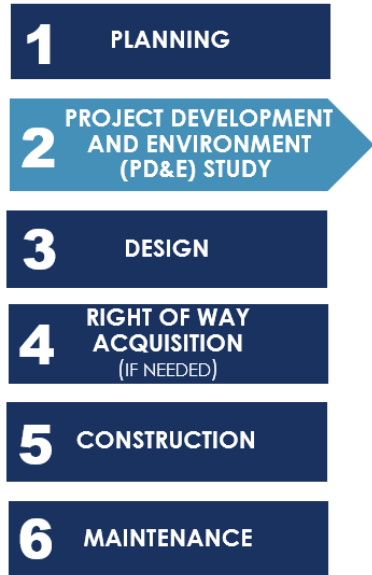 1 PLANNING
2 PROJECT DEVELOPMENT
AND ENVIRONMENT
(PD&E) STUDY
3 DESIGN
4 RIGHT OF WAY
ACQUISITION
(IF NEEDED)
5 CONSTRUCTION
6 MAINTENANCE